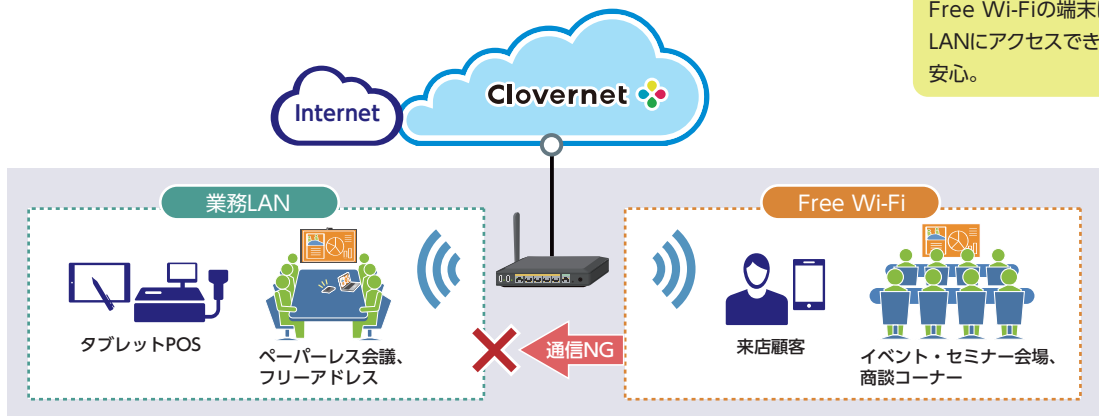 Free Wi-Fiの端末
LANにアクセスでき
安心。
Internet
Clovernet
業務LAN
Free Wi-Fi
タブレットPOS
ペーパーレス会議、
フリーアドレス
通信NG
来店顧客
イベント・セミナー会場、
商談コーナー